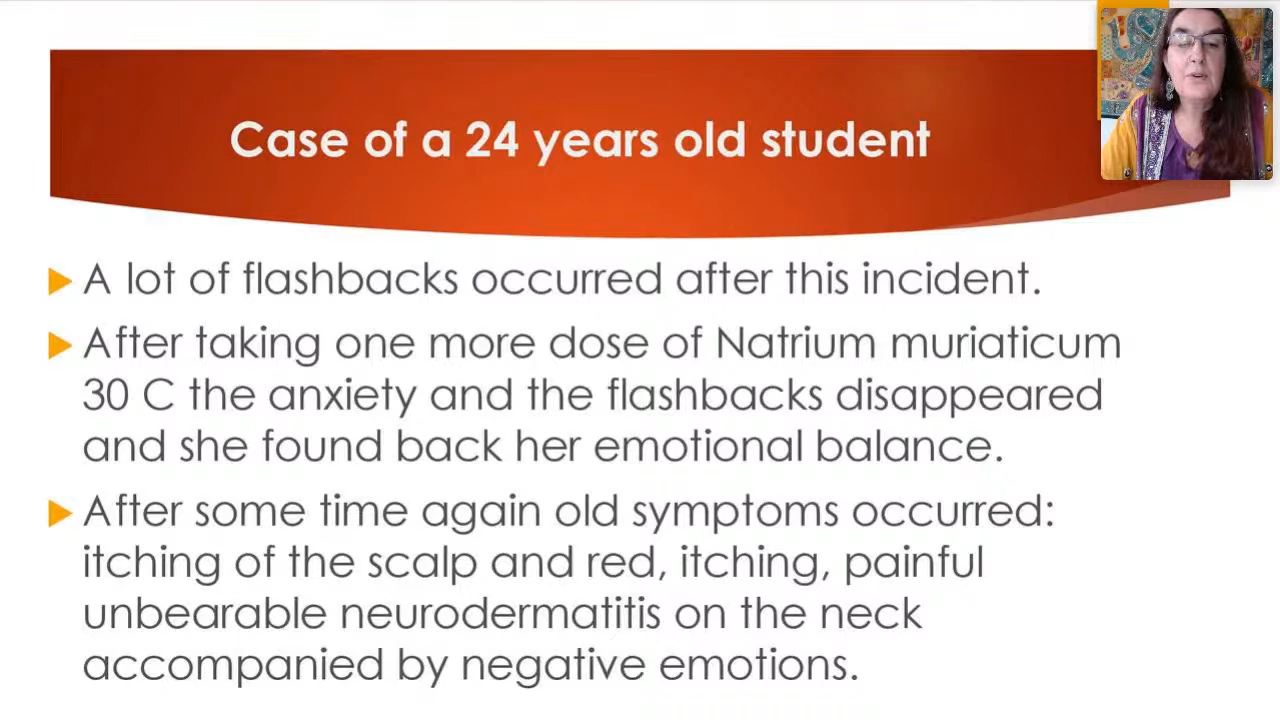 Case of a 24 years old student
A lot of flashbacks occurred after this incident.
After taking one more dose of Natrium muriaticum
30 C the anxiety and the flashbacks disappeared
and she found back her emotional balance.
After some time again old symptoms occurred:
itching of the scalp and red, itching, painful
unbearable neurodermatitis on the neck
accompanied by negative emotions.